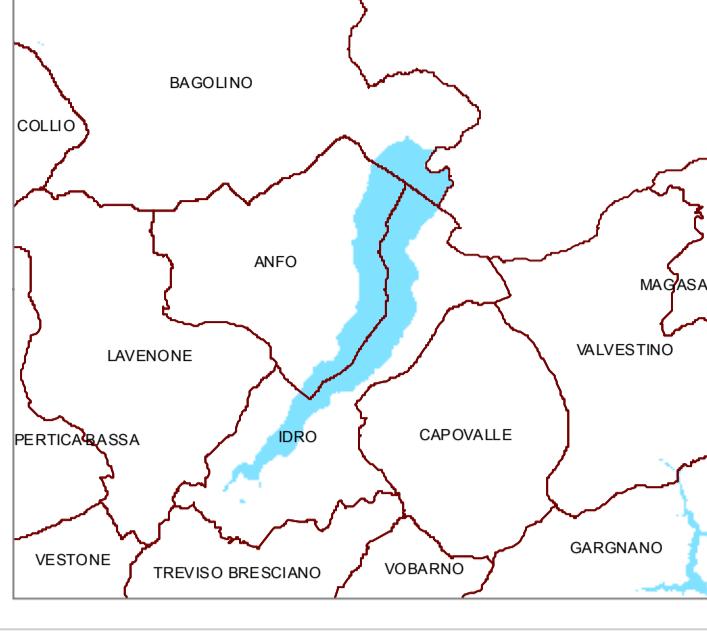 BAGOLINO
COLLIO
ANFO
MAGASA
LAVENONE
VALVESTINO
PERTICA BASSA
IDRO
CAPOVALLE
VESTONE
TREVISO BRESCIANO
VOBARNO
GARGNANO